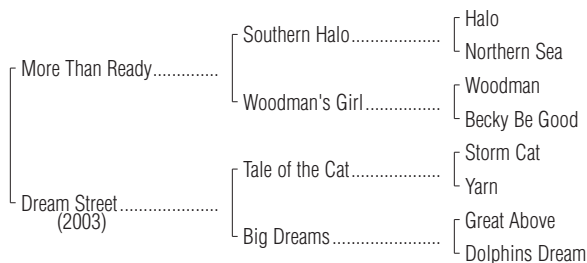 Halo
Southern Halo
Northern Sea
More Than Ready
Woodman
Woodman's Girl
Becky Be Good
Storm Cat
Tale of the Cat
Yarn
Dream Street
(2003)
Great Above
Big Dreams
Dolphins Dream